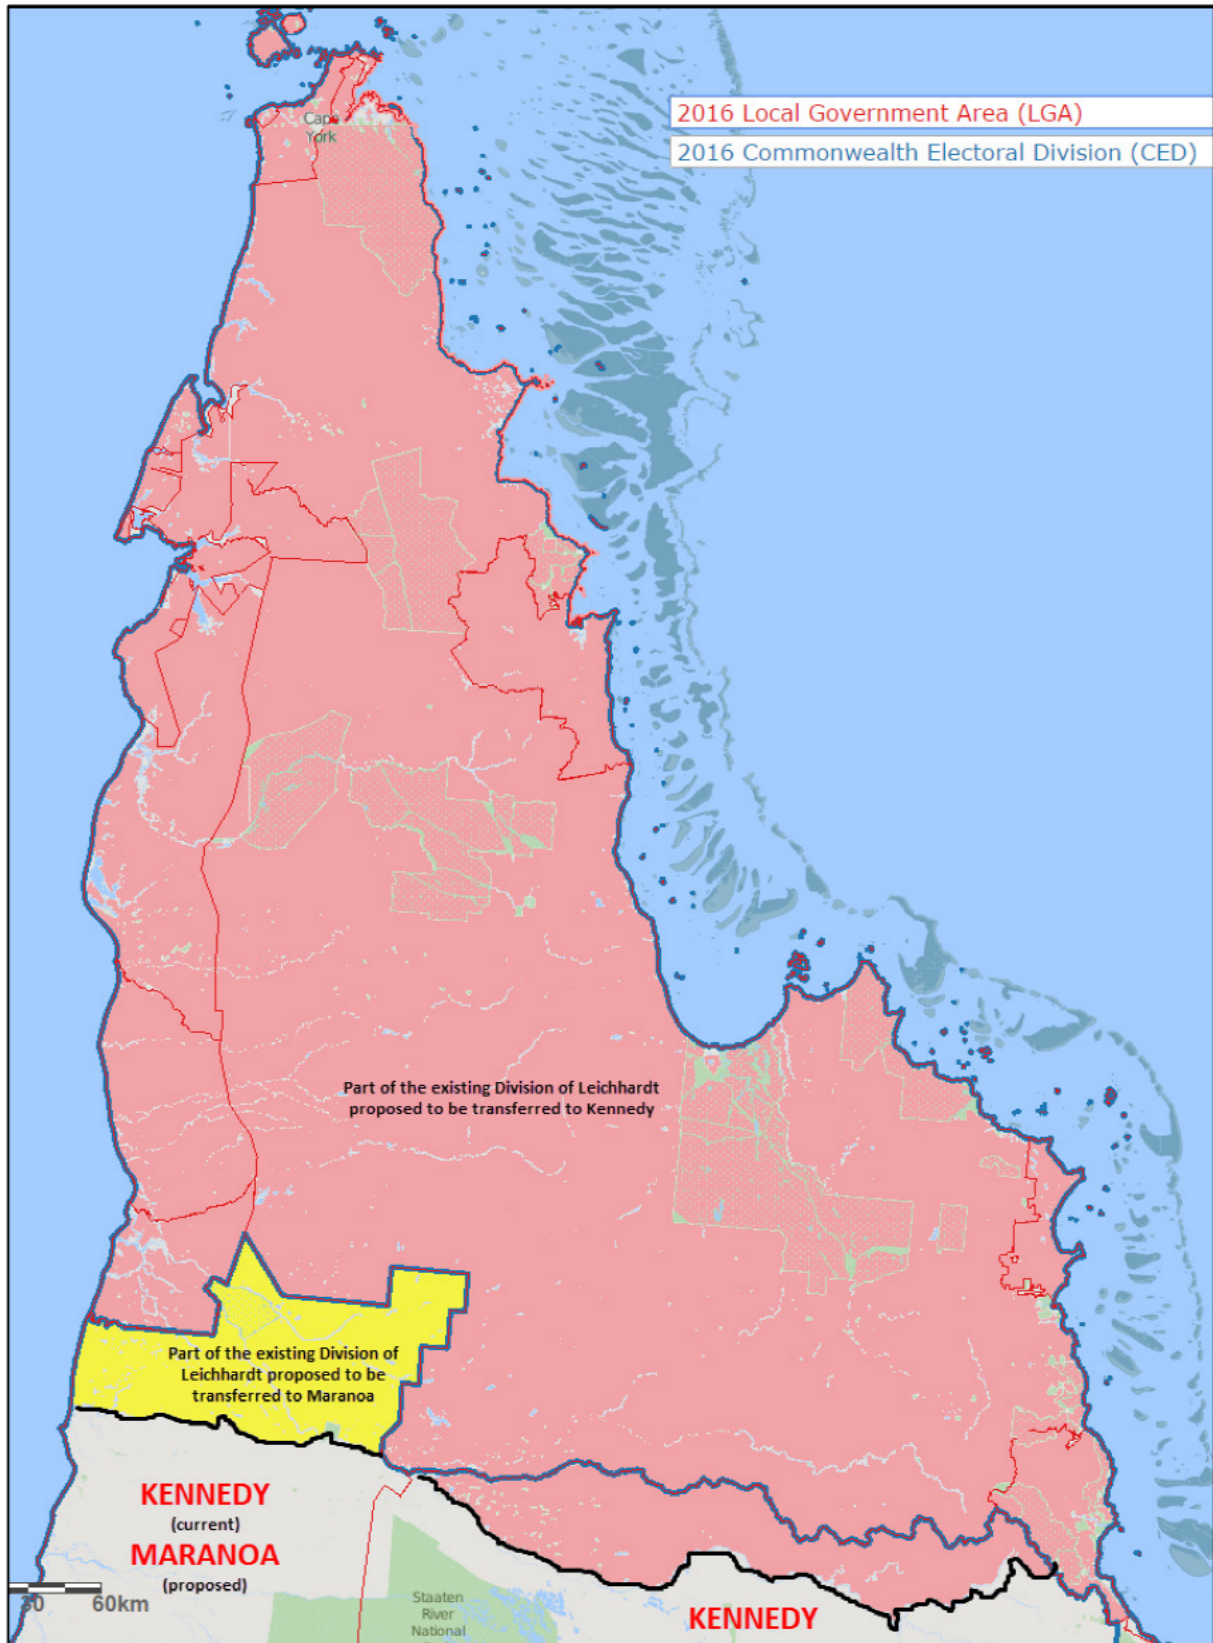 2016 Local Government Area (LGA)
2016 Commonwealth Electoral Division (CED)
Cape
York
Part of the existing Division of Leichhardt
proposed to be transferred to Kennedy
Part of the existing Division of
Leichhardt proposed to be
transferred to Maranoa
KENNEDY
(current)
MARANOA
(proposed)
60km
Staaten
River
National
KENNEDY